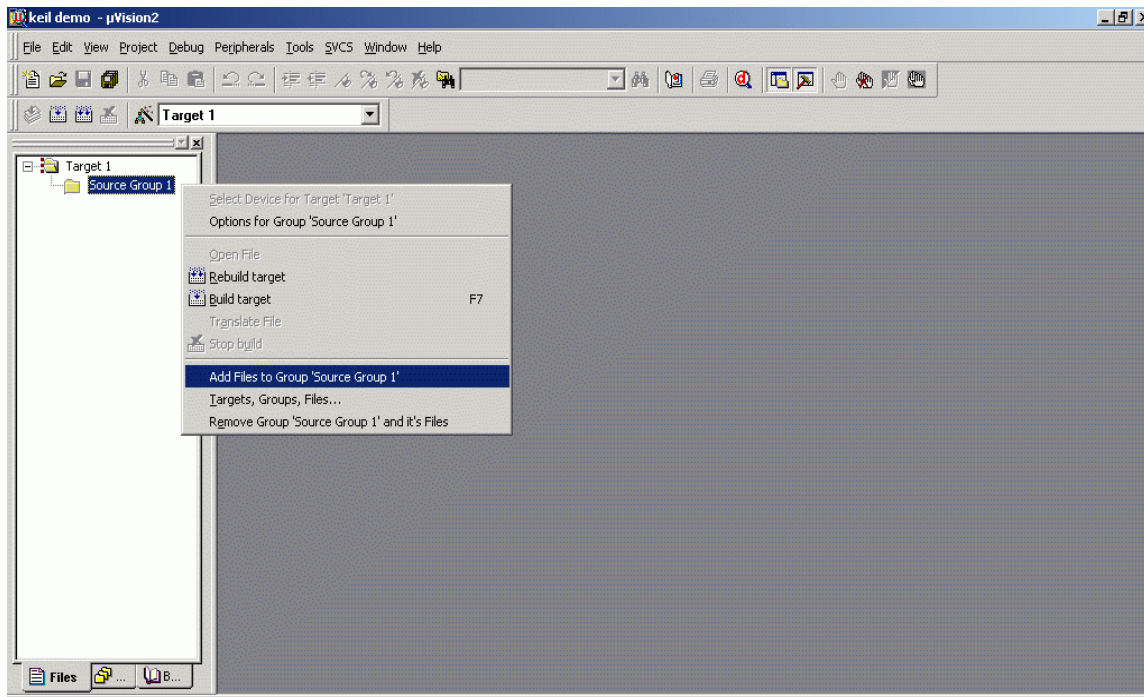 keil demo - µVision2
File Edit View Project Debug Peripherals Tools SVCS Window Help
Target 1
Target 1
Source Group 1
Select Device for Target 'Target 1'
Options for Group 'Source Group 1'
Open File
Rebuild target
Build target F7
Translate File
Stop build
Add Files to Group 'Source Group 1'
Targets, Groups, Files...
Remove Group 'Source Group 1' and it's Files
Files ... B...